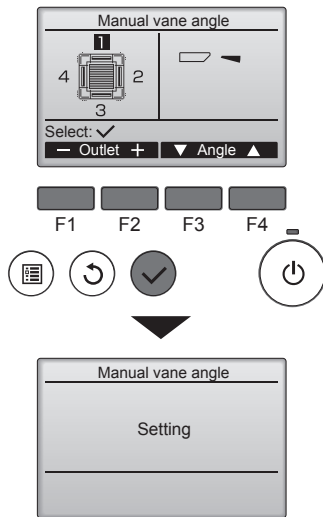 Manual vane angle
1
4 2
3
Select: ✓
− Outlet + ▼ Angle ▲
F1 F2 F3 F4
Manual vane angle
Setting